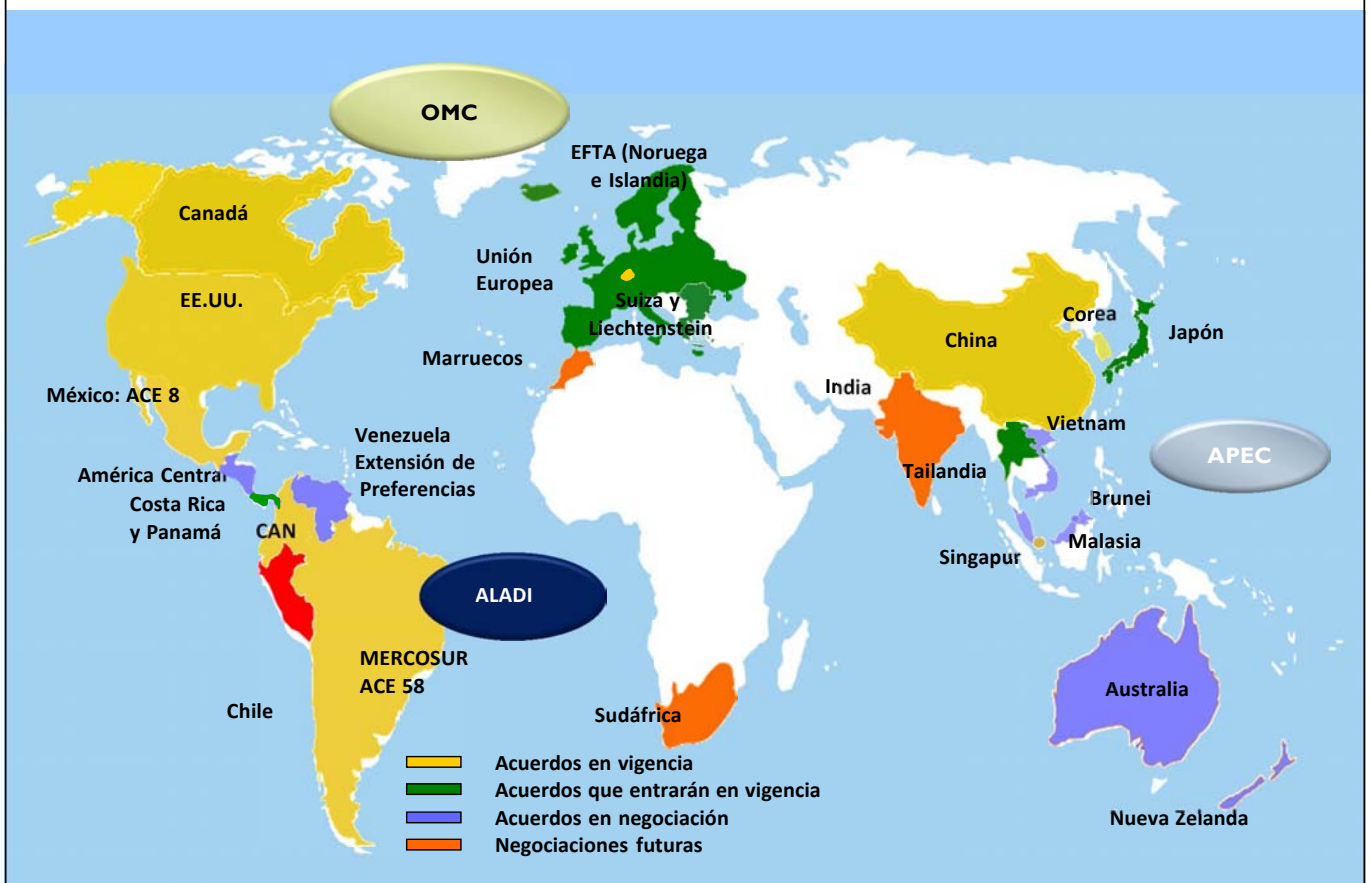 OMC
EFTA (Noruega
e Islandia)
Canadá
Unión
Europea
EE.UU.
Suiza y
Liechtenstein
Corea
Japón
China
Marruecos
India
México: ACE 8
Vietnam
Venezuela
Extensión de
Preferencias
APEC
Tailandia
América Central
Costa Rica
y Panamá
Brunei
CAN
Malasia
Singapur
ALADI
MERCOSUR
ACE 58
Australia
Chile
Sudáfrica
Acuerdos en vigencia
Acuerdos que entrarán en vigencia
Acuerdos en negociación
Negociaciones futuras
Nueva Zelanda